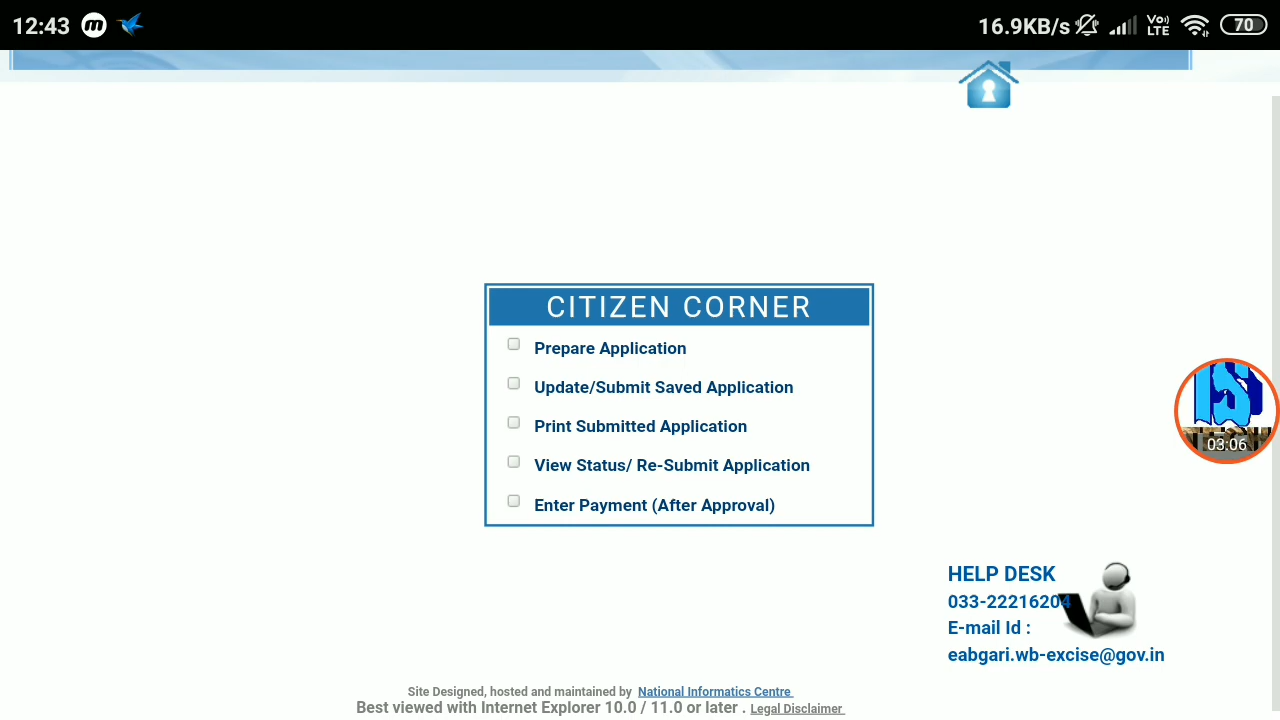 12:43 m 16.9KB/s Vo LTE 70
CITIZEN CORNER
Prepare Application
Update/Submit Saved Application
Print Submitted Application
View Status/ Re-Submit Application
Enter Payment (After Approval)
03:06
HELP DESK
033-22216204
E-mail Id :
eabgari.wb-excise@gov.in
Site Designed, hosted and maintained by National Informatics Centre
Best viewed with Internet Explorer 10.0 / 11.0 or later . Legal Disclaimer